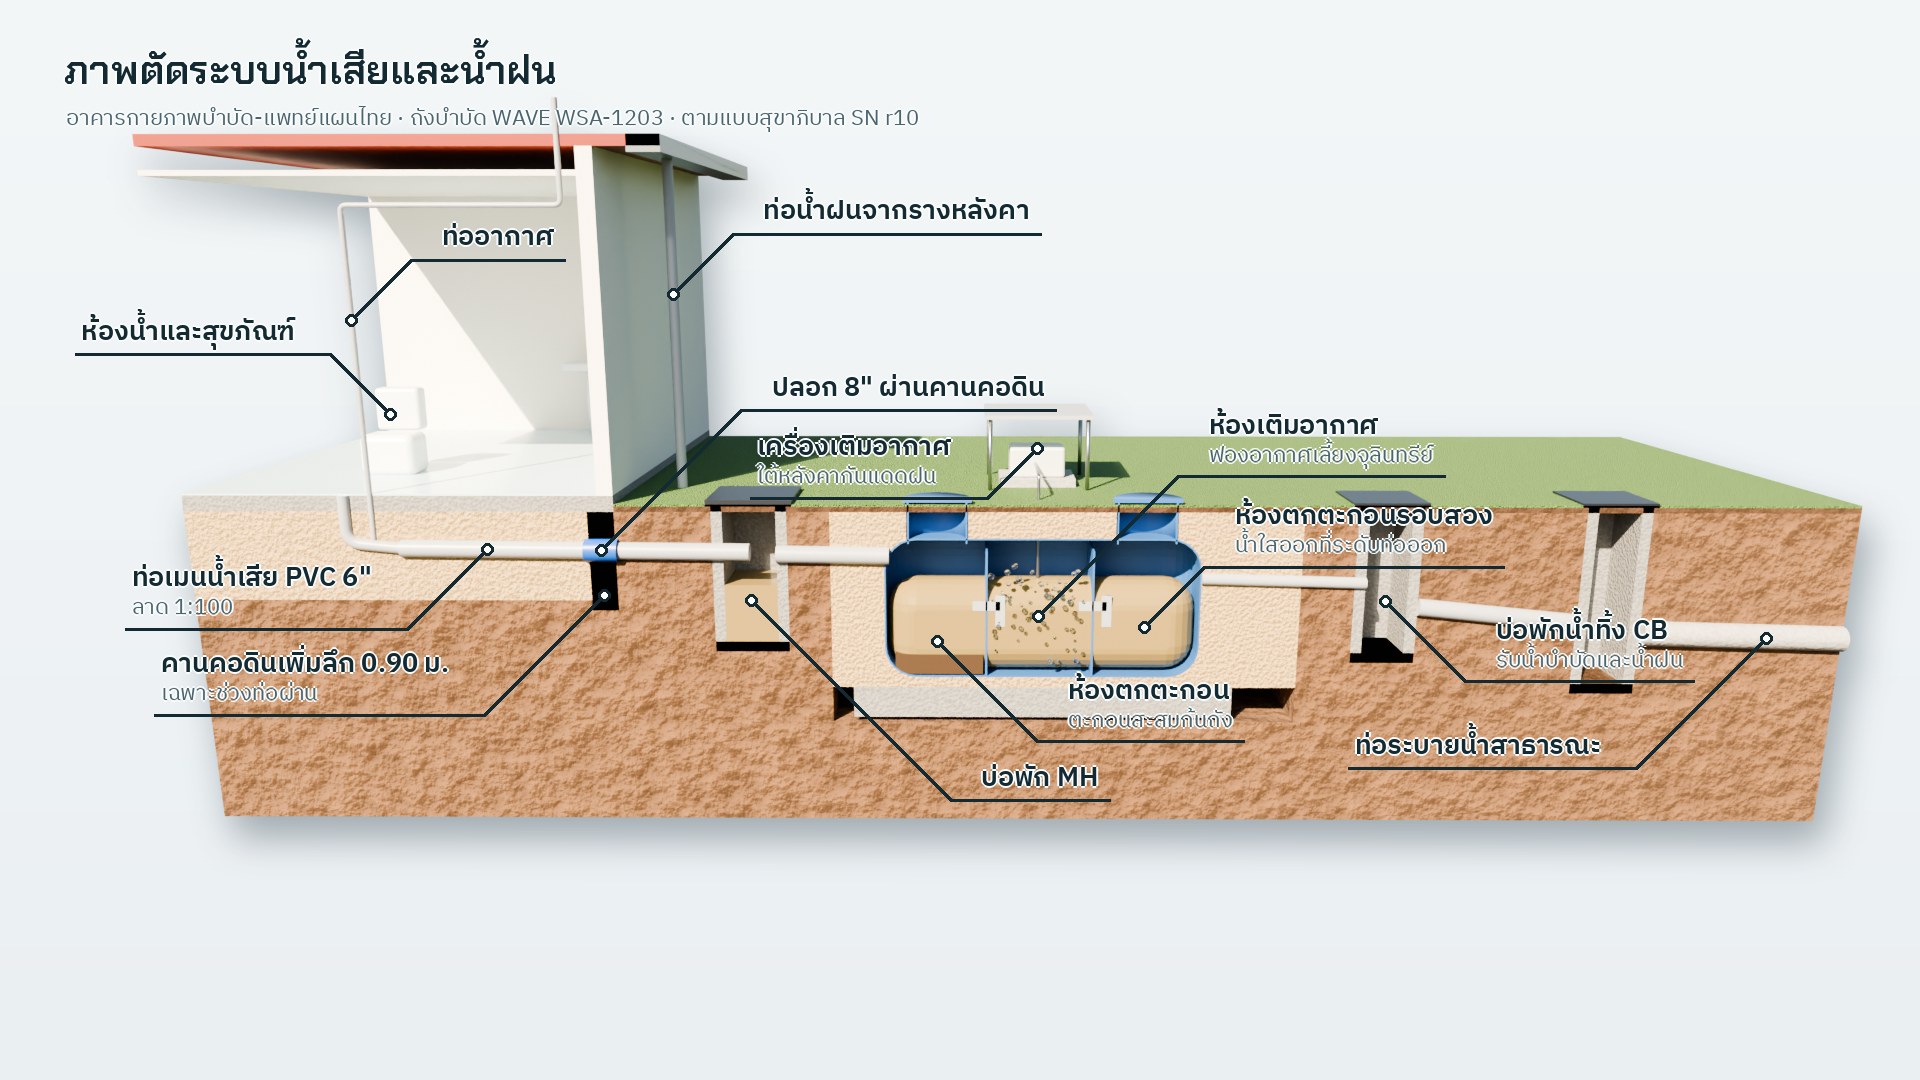 ภาพตัดระบบน้ำเสียและน้ำฝน
อาคารกายภาพบำบัด-แพทย์แผนไทย · ถังบำบัด WAVE WSA-1203 · ตามแบบสุขาภิบาล SN r10
ท่อน้ำฝนจากรางหลังคา
ท่ออากาศ
ห้องน้ำและสุขภัณฑ์
ปลอก 8" ผ่านคานคอดิน
เครื่องเติมอากาศ
ใต้หลังคากันแดดฝน
ห้องเติมอากาศ
ฟองอากาศเลี้ยงจุลินทรีย์
ห้องตกตะกอนรอบสอง
น้ำใสออกที่ระดับท่อออก
ท่อเมนน้ำเสีย PVC 6"
ลาด 1:100
บ่อพักน้ำทิ้ง CB
รับน้ำบำบัดและน้ำฝน
คานคอดินเพิ่มลึก 0.90 ม.
เฉพาะช่วงท่อผ่าน
ห้องตกตะกอน
ตะกอนสะสมก้นถัง
ท่อระบายน้ำสาธารณะ
บ่อพัก MH